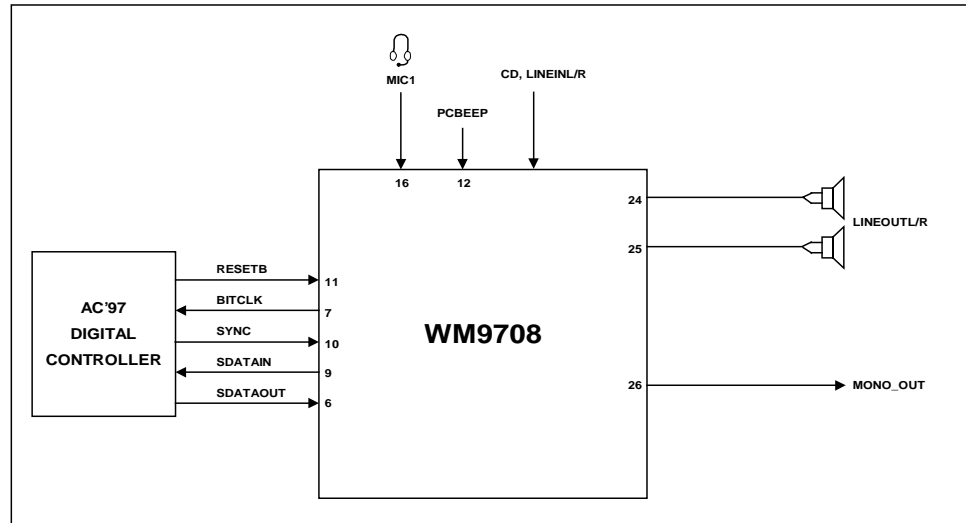 MIC1
CD, LINEINL/R
PCBEEP
16
12
24
LINEOUTL/R
25
RESETB
11
AC'97
DIGITAL
CONTROLLER
BITCLK
7
SYNC
10
WM9708
SDATAIN
9
SDATAOUT
6
26
MONO_OUT